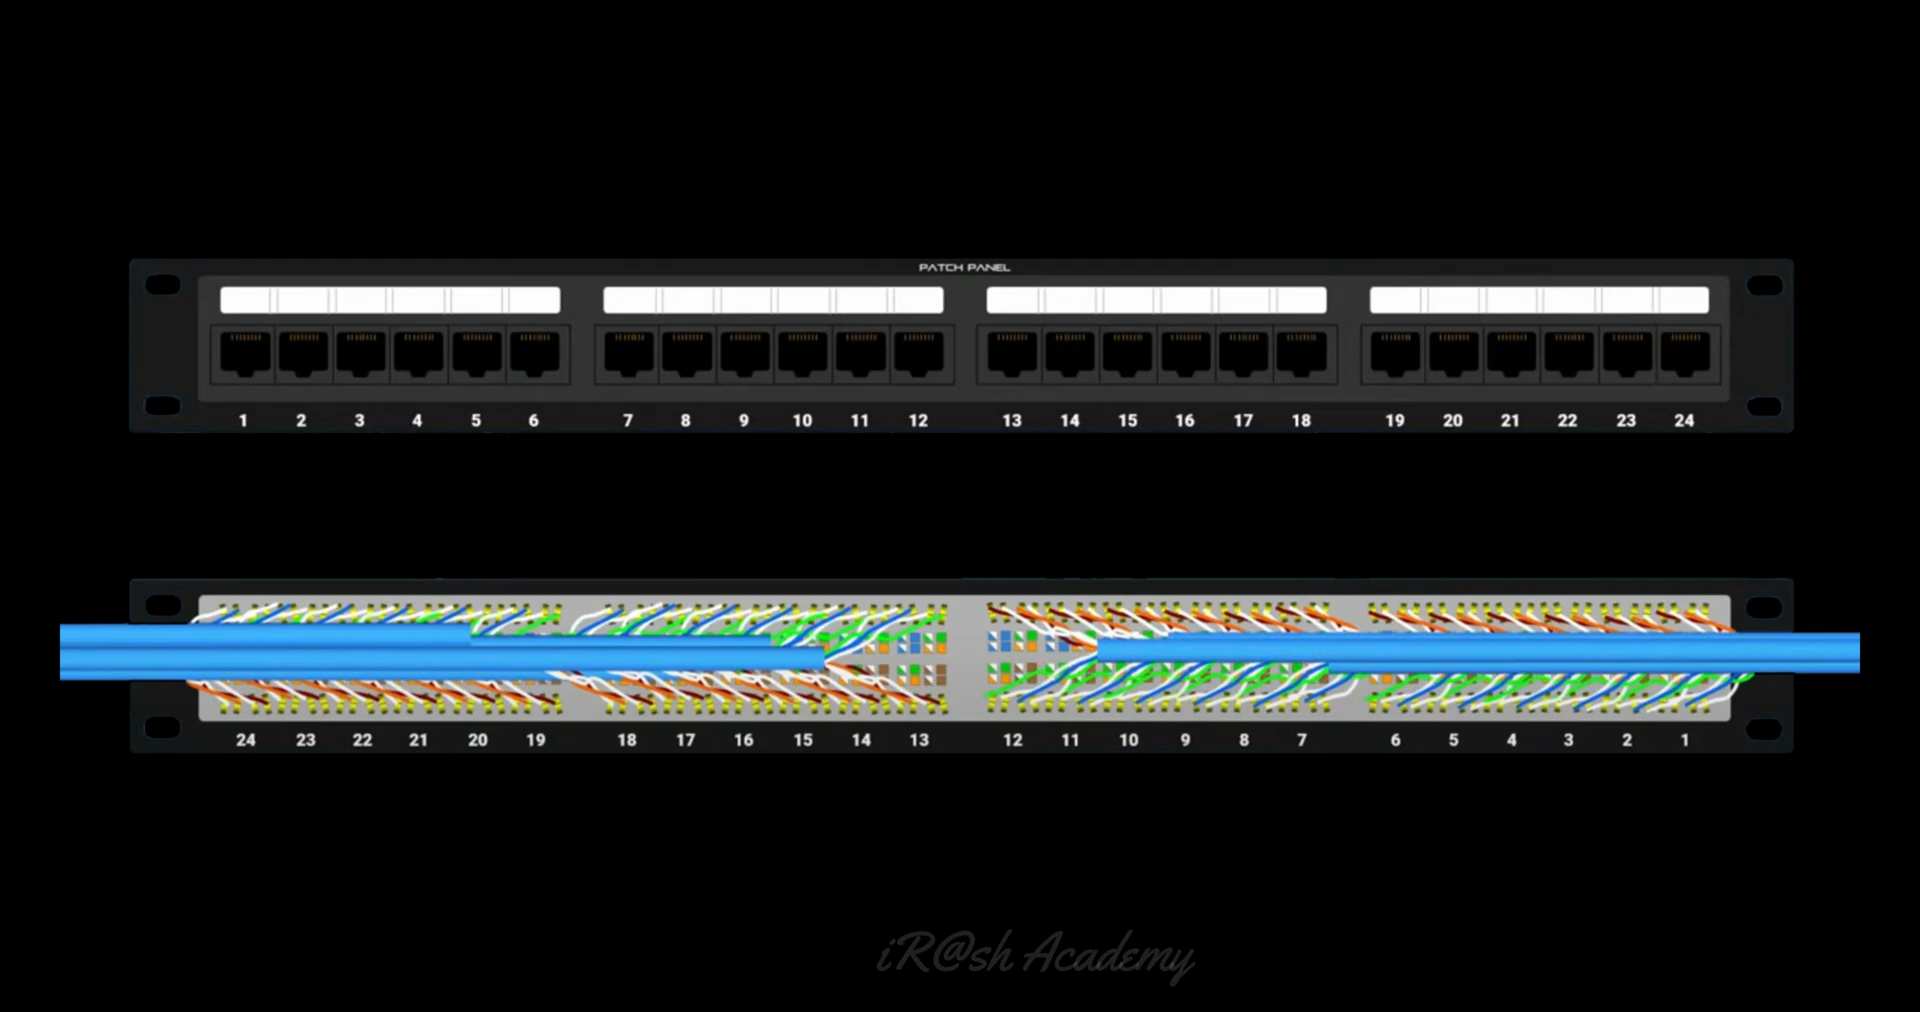 PATCH PANEL
1 2 3 4 5 6 7 8 9 10 11 12 13 14 15 16 17 18 19 20 21 22 23 24
24 23 22 21 20 19 18 17 16 15 14 13 12 11 10 9 8 7 6 5 4 3 2 1
iR@sh Academy